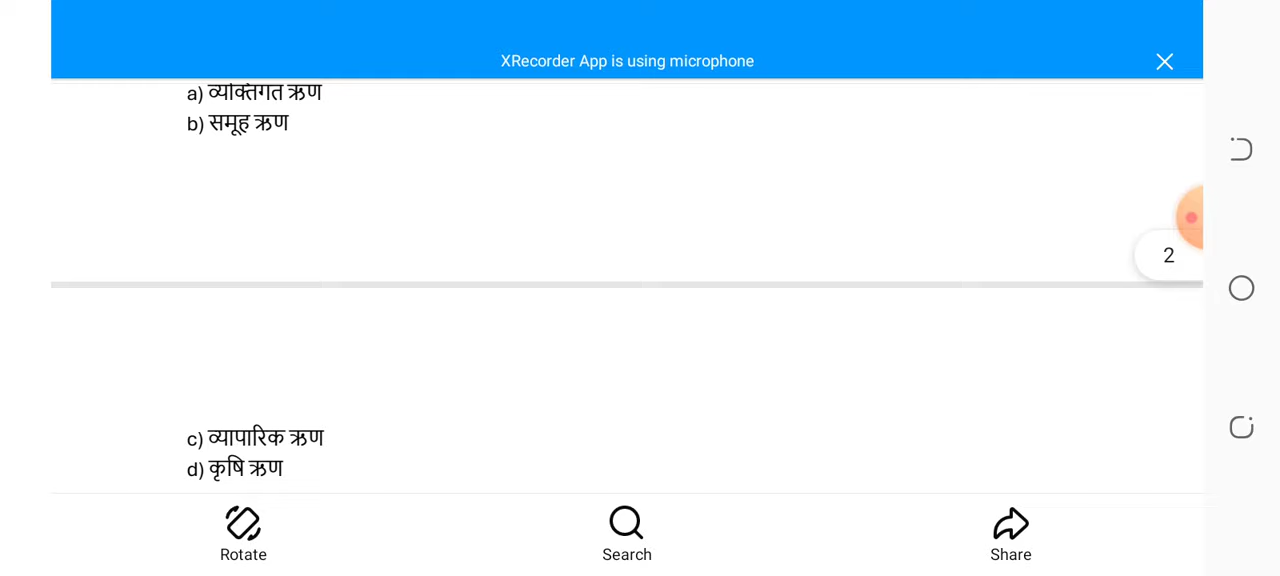 XRecorder App is using microphone
a) व्यक्तिगत ऋण
b) समूह ऋण
2
c) व्यापारिक ऋण
d) कृषि ऋण
Rotate
Search
Share